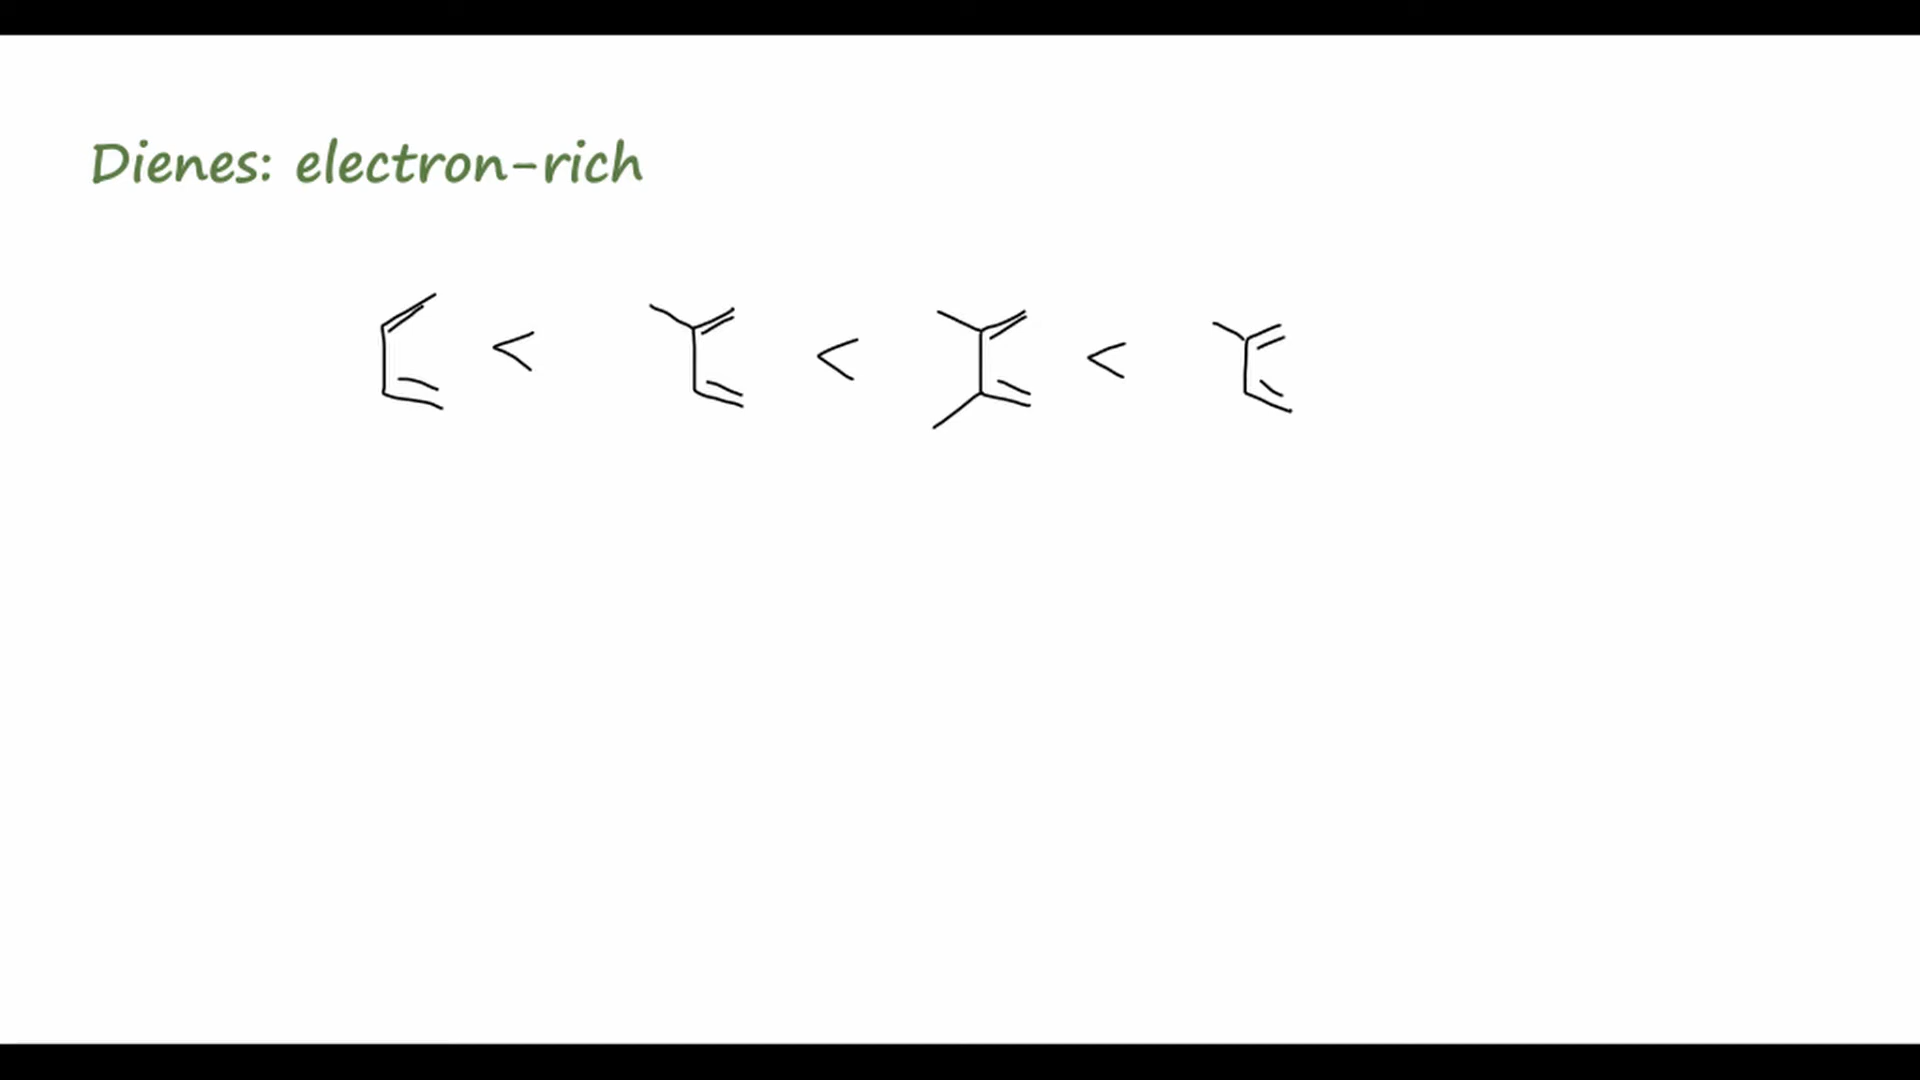 Dienes: electron-rich
< < <